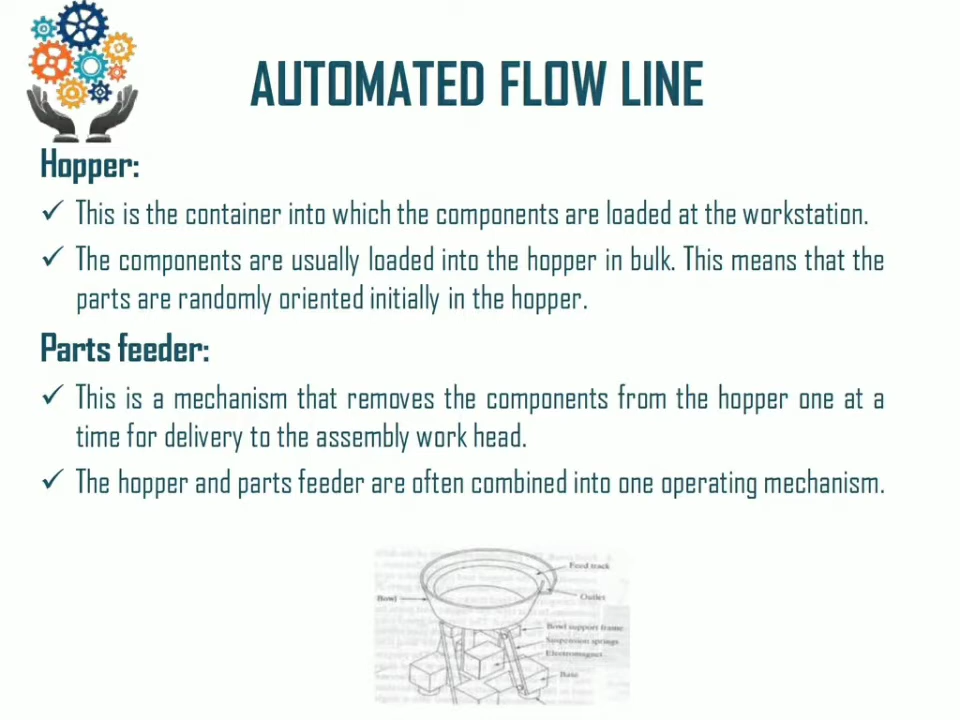 AUTOMATED FLOW LINE
Hopper:
✓ This is the container into which the components are loaded at the workstation.
✓ The components are usually loaded into the hopper in bulk. This means that the
parts are randomly oriented initially in the hopper.
Parts feeder:
✓ This is a mechanism that removes the components from the hopper one at a
time for delivery to the assembly work head.
✓ The hopper and parts feeder are often combined into one operating mechanism.
Feed track
Bowl
Outlet
Bowl support frame
Suspension springs
Electromagnet
Base